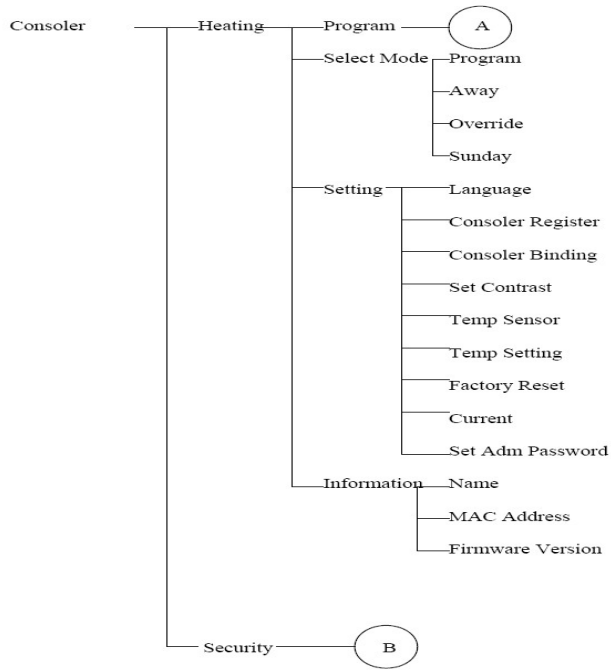 Consoler Heating Program A
Select Mode Program
Away
Override
Sunday
Setting Language
Consoler Register
Consoler Binding
Set Contrast
Temp Sensor
Temp Setting
Factory Reset
Current
Set Adm Password
Information Name
MAC Address
Firmware Version
Security B